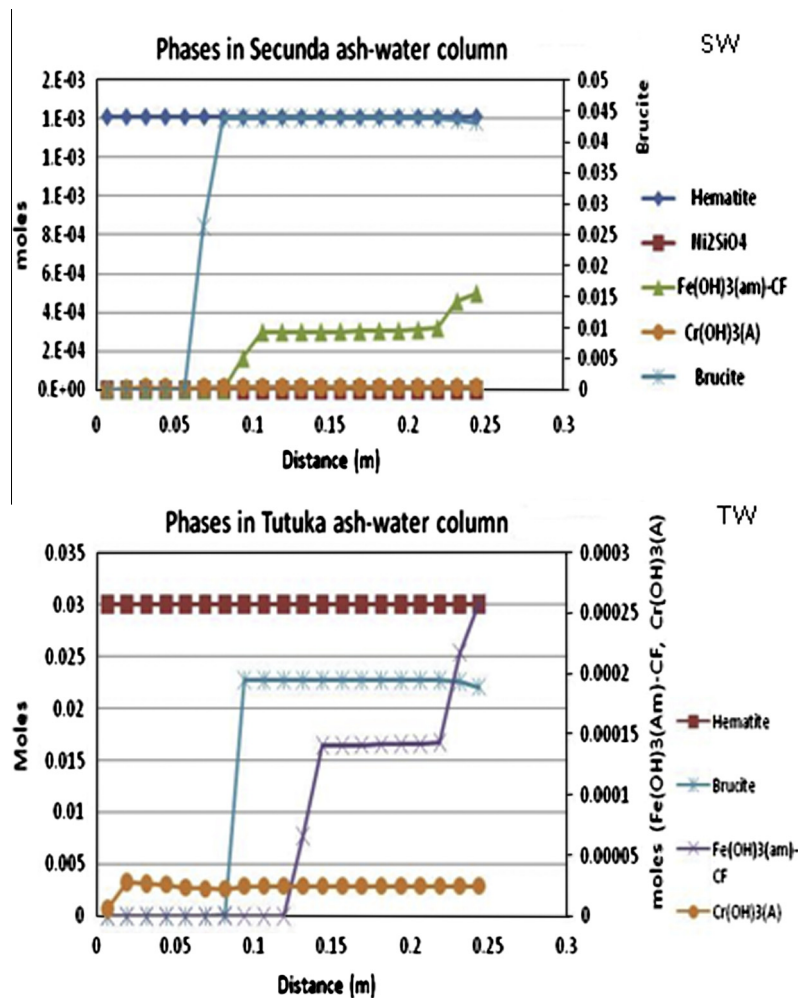 Phases in Secunda ash-water column
SW
2.E-03
1.E-03
1.E-03
1.E-03
8.E-04
6.E-04
4.E-04
2.E-04
0.E+00
moles
0.05
0.045
0.04
0.035
0.03
0.025
0.02
0.015
0.01
0.005
0
Brucite
0
0.05
0.1
0.15
0.2
0.25
0.3
Distance (m)
Hematite
Ni2SiO4
Fe(OH)3(am)-CF
Cr(OH)3(A)
Brucite
Phases in Tutuka ash-water column
TW
0.035
0.03
0.025
0.02
0.015
0.01
0.005
0
Moles
0.0003
0.00025
0.0002
0.00015
0.0001
0.00005
0
moles (Fe(OH)3(Am)-CF, Cr(OH)3(A)
0
0.05
0.1
0.15
0.2
0.25
0.3
Distance (m)
Hematite
Brucite
Fe(OH)3(am)-
CF
Cr(OH)3(A)